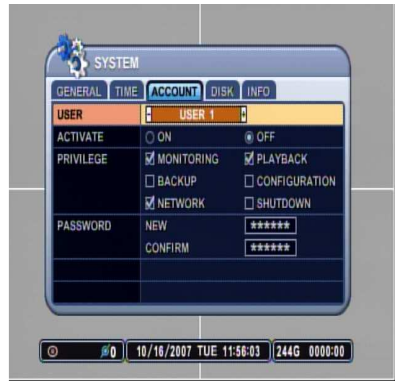 SYSTEM
GENERAL TIME ACCOUNT DISK INFO
USER - USER 1 +
ACTIVATE ON OFF
PRIVILEGE MONITORING PLAYBACK
BACKUP CONFIGURATION
NETWORK SHUTDOWN
PASSWORD NEW ******
CONFIRM ******
0 10/16/2007 TUE 11:56:03 244G 0000:00